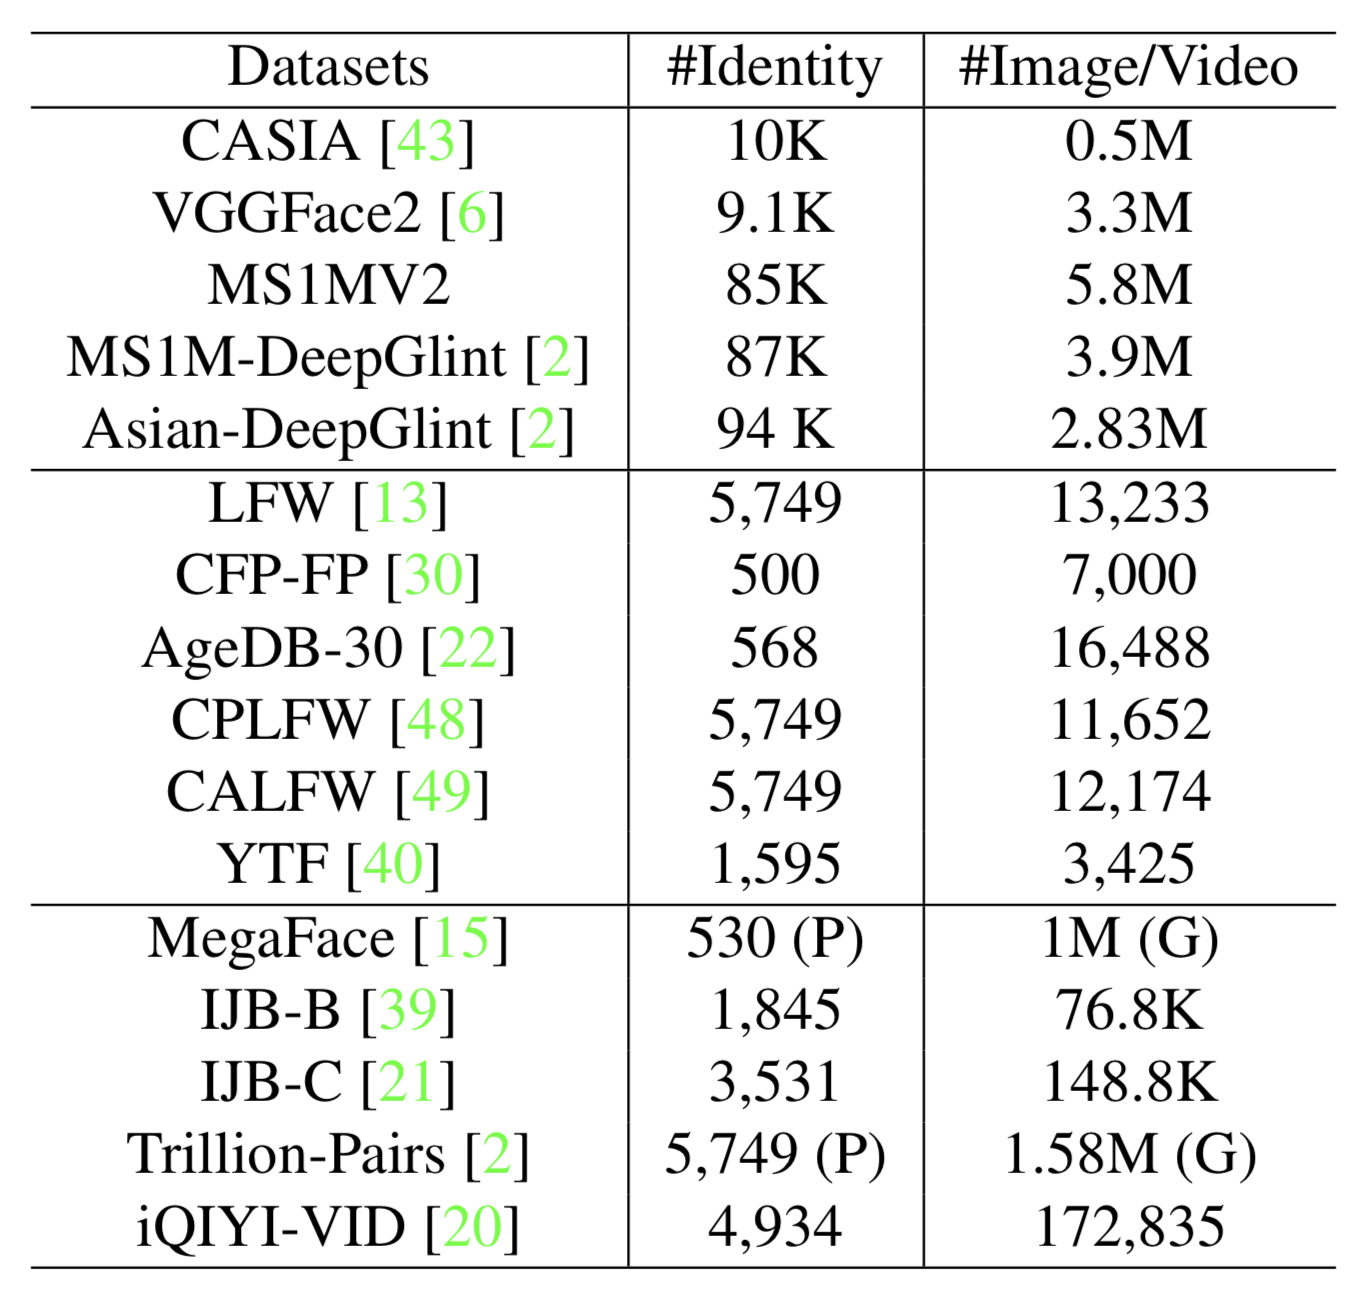 Datasets #Identity #Image/Video
CASIA [43] 10K 0.5M
VGGFace2 [6] 9.1K 3.3M
MS1MV2 85K 5.8M
MS1M-DeepGlint [2] 87K 3.9M
Asian-DeepGlint [2] 94 K 2.83M
LFW [13] 5,749 13,233
CFP-FP [30] 500 7,000
AgeDB-30 [22] 568 16,488
CPLFW [48] 5,749 11,652
CALFW [49] 5,749 12,174
YTF [40] 1,595 3,425
MegaFace [15] 530 (P) 1M (G)
IJB-B [39] 1,845 76.8K
IJB-C [21] 3,531 148.8K
Trillion-Pairs [2] 5,749 (P) 1.58M (G)
iQIYI-VID [20] 4,934 172,835